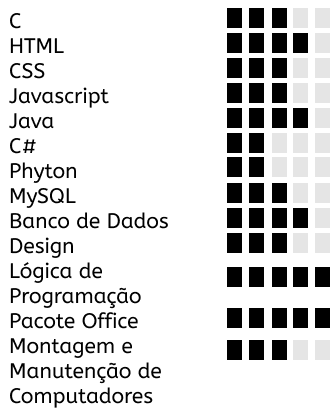 C
HTML
CSS
Javascript
Java
C#
Phyton
MySQL
Banco de Dados
Design
Lógica de
Programação
Pacote Office
Montagem e
Manutenção de
Computadores